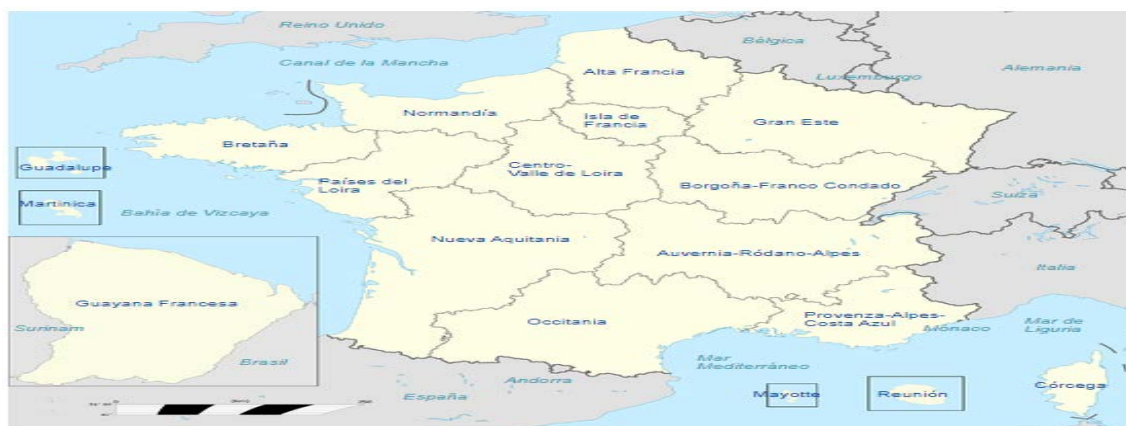 Reino Unido
Canal de la Mancha
Bélgica
Luxemburgo
Alemania
Alta Francia
Normandía
Isla de
Francia
Gran Este
Bretaña
Guadalupe
Países del
Loira
Centro-
Valle de Loira
Borgoña-Franco Condado
Suiza
Martinica
Bahía de Vizcaya
Nueva Aquitania
Auvernia-Ródano-Alpes
Italia
Guayana Francesa
Surinam
Brasil
Occitania
Provenza-Alpes-
Costa Azul
Mónaco
Mar de
Liguria
Mar
Mediterráneo
Andorra
España
Mayotte
Reunión
Córcega